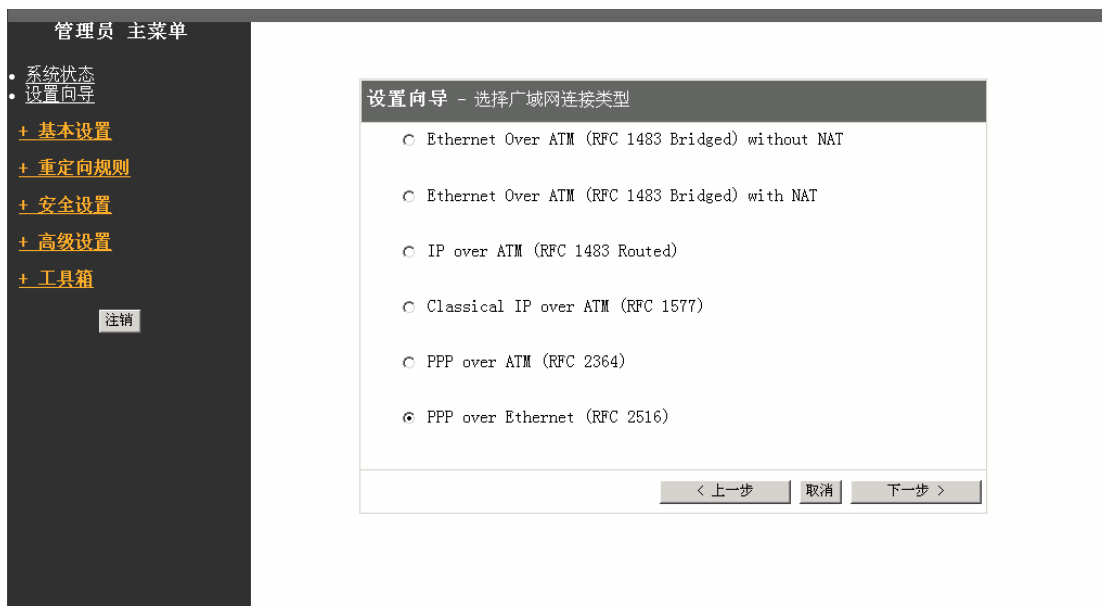 管理员 主菜单
系统状态
设置向导
+ 基本设置
+ 重定向规则
+ 安全设置
+ 高级设置
+ 工具箱
注销
设置向导 - 选择广域网连接类型
Ethernet Over ATM (RFC 1483 Bridged) without NAT
Ethernet Over ATM (RFC 1483 Bridged) with NAT
IP over ATM (RFC 1483 Routed)
Classical IP over ATM (RFC 1577)
PPP over ATM (RFC 2364)
PPP over Ethernet (RFC 2516)
< 上一步 取消 下一步 >